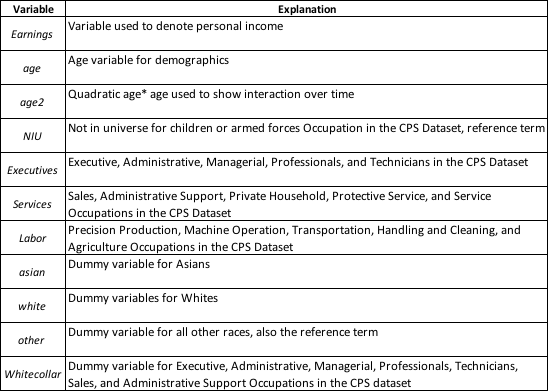 Variable Explanation
Earnings Variable used to denote personal income
age Age variable for demographics
age2 Quadratic age* age used to show interaction over time
NIU Not in universe for children or armed forces Occupation in the CPS Dataset, reference term
Executives Executive, Administrative, Managerial, Professionals, and Technicians in the CPS Dataset
Services Sales, Administrative Support, Private Household, Protective Service, and Service
Occupations in the CPS Dataset
Labor Precision Production, Machine Operation, Transportation, Handling and Cleaning, and
Agriculture Occupations in the CPS Dataset
asian Dummy variable for Asians
white Dummy variables for Whites
other Dummy variable for all other races, also the reference term
Whitecollar Dummy variable for Executive, Administrative, Managerial, Professionals, Technicians,
Sales, and Administrative Support Occupations in the CPS dataset